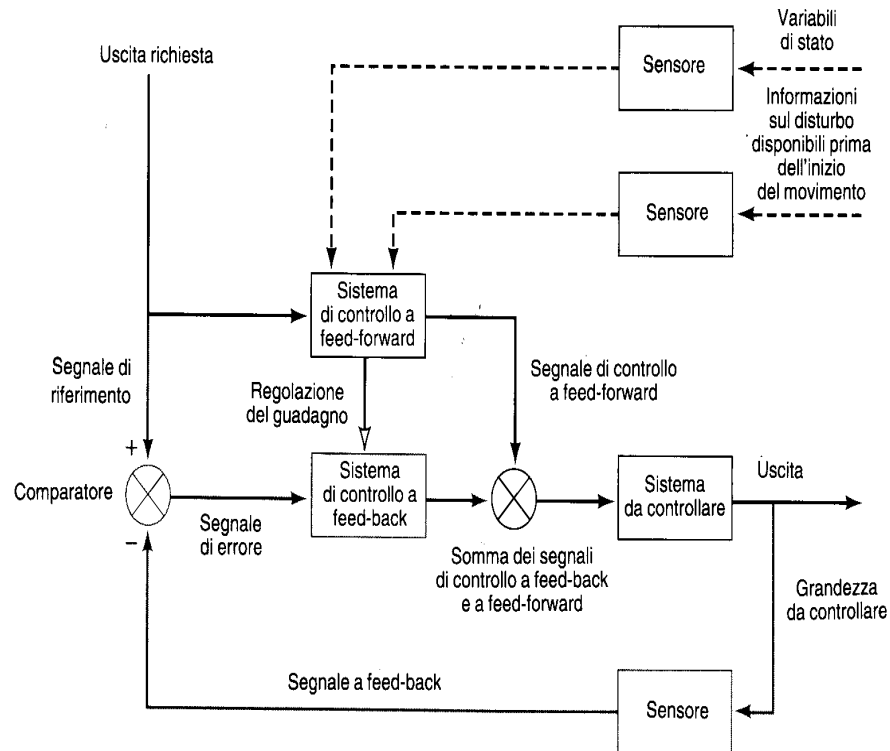 Uscita richiesta
Sensore
Variabili
di stato
Informazioni
sul disturbo
disponibili prima
dell'inizio
del movimento
Sensore
Sistema
di controllo a
feed-forward
Segnale di
riferimento
Regolazione
del guadagno
Segnale di controllo
a feed-forward
+
Comparatore
−
Segnale
di errore
Sistema
di controllo a
feed-back
Somma dei segnali
di controllo a feed-back
e a feed-forward
Sistema
da controllare
Uscita
Grandezza
da controllare
Segnale a feed-back
Sensore